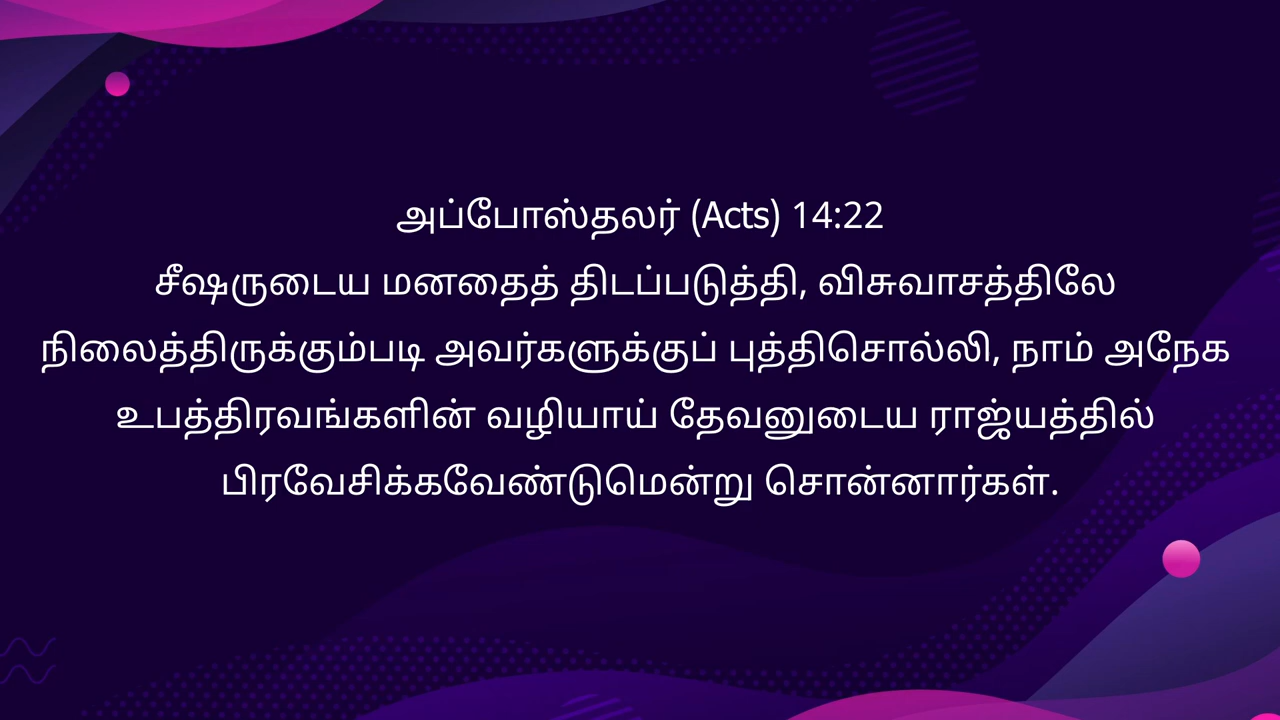 அப்போஸ்தலர் (Acts) 14:22
சீஷருடைய மனதைத் திடப்படுத்தி, விசுவாசத்திலே
நிலைத்திருக்கும்படி அவர்களுக்குப் புத்திசொல்லி, நாம் அநேக
உபத்திரவங்களின் வழியாய் தேவனுடைய ராஜ்யத்தில்
பிரவேசிக்கவேண்டுமென்று சொன்னார்கள்.